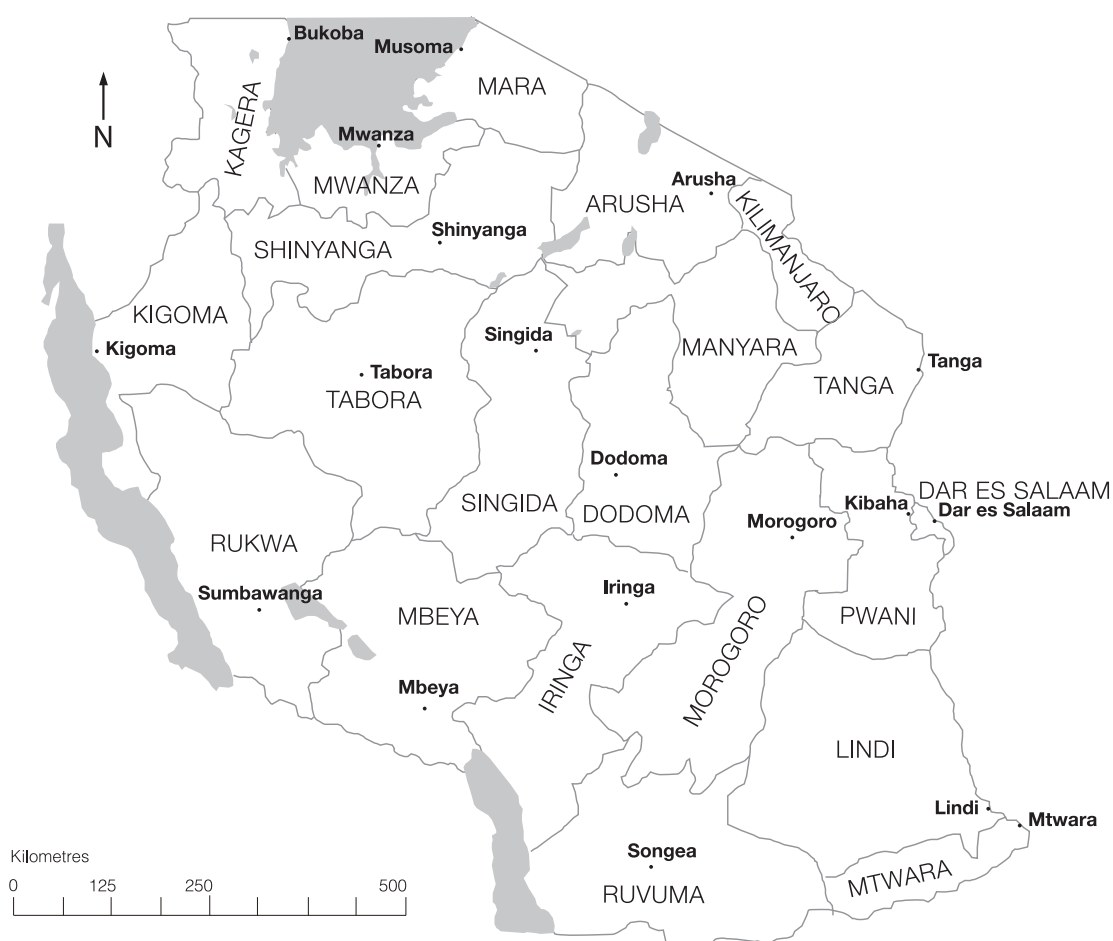 Bukoba
Musoma
MARA
N
KAGERA
Mwanza
MWANZA
Arusha
ARUSHA
KILIMANJARO
Shinyanga
SHINYANGA
KIGOMA
Kigoma
Singida
MANYARA
Tanga
TANGA
Tabora
TABORA
Dodoma
SINGIDA
DODOMA
DAR ES SALAAM
Kibaha
Dar es Salaam
Morogoro
RUKWA
Sumbawanga
Iringa
MBEYA
PWANI
IRINGA
MOROGORO
Mbeya
LINDI
Lindi
Mtwara
Songea
MTWARA
RUVUMA
Kilometres
0 125 250 500